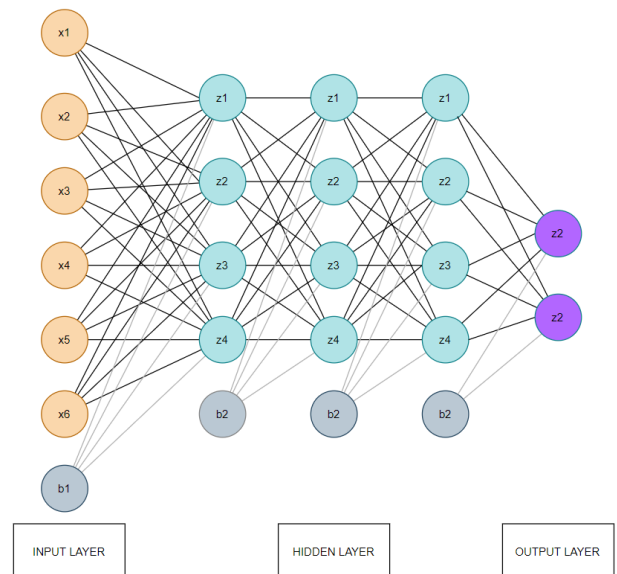 x1
x2
x3
x4
x5
x6
b1
z1
z2
z3
z4
b2
z1
z2
z3
z4
b2
z1
z2
z3
z4
b2
z2
z2
INPUT LAYER
HIDDEN LAYER
OUTPUT LAYER